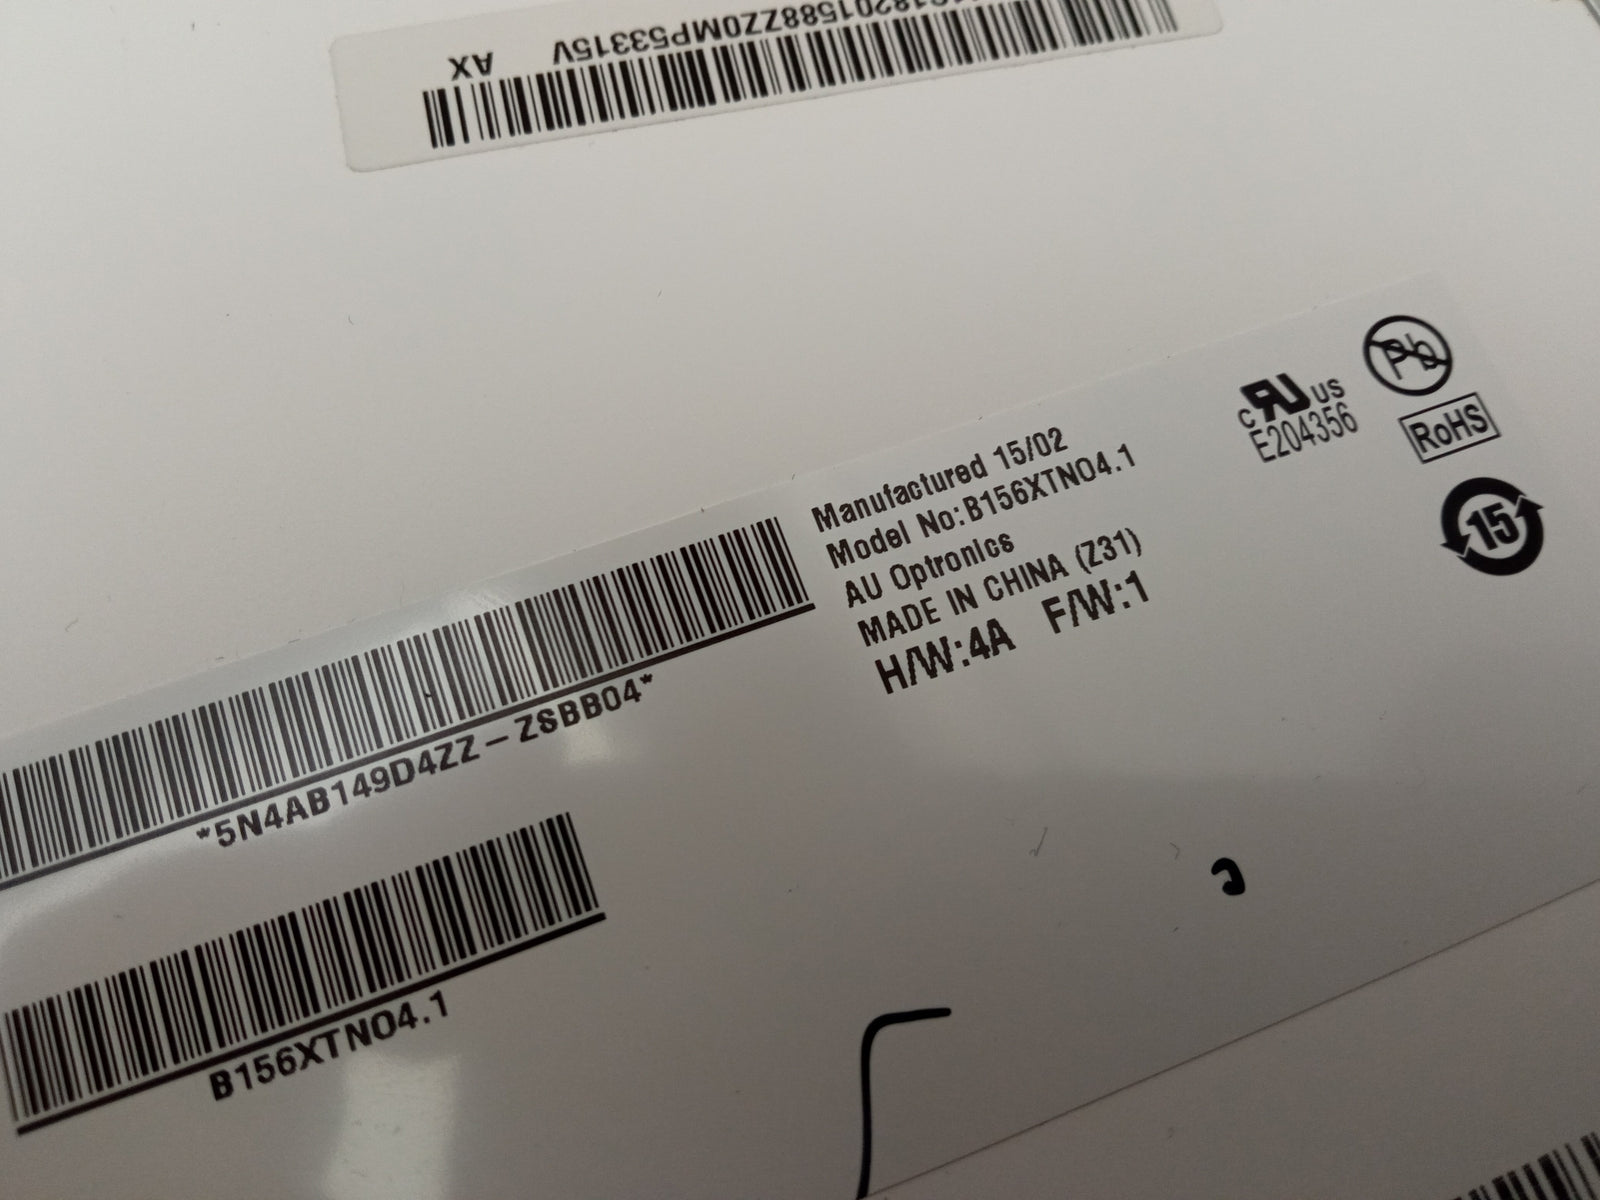 AX
Manufactured 15/02
Model No:B156XTN04.1
AU Optronics
MADE IN CHINA (Z31)
H/W:4A F/W:1
c RU US
E204356
Pb
RoHS
15
*5N4AB149D4ZZ-ZSBB04*
B156XTN04.1